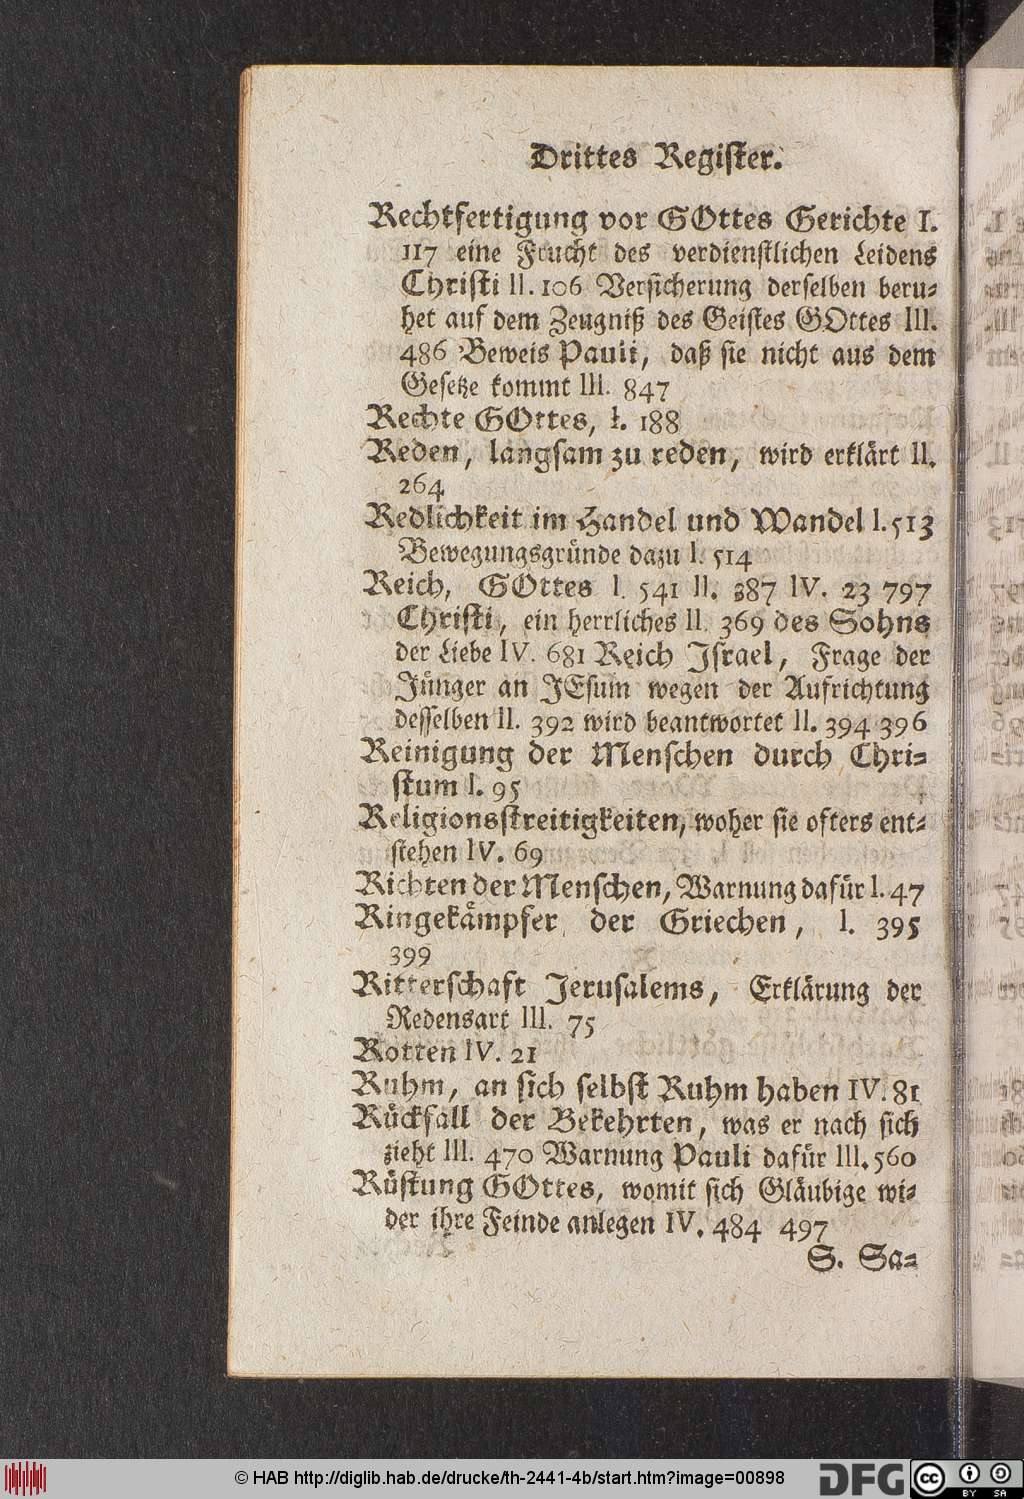 Drittes Register.
Rechtfertigung vor GOttes Gerichte I.
117 eine Frucht des verdienstlichen Leidens
Christi II. 106 Versicherung derselben beru-
het auf dem Zeugniß des Geistes GOttes III.
486 Beweis Pauli, daß sie nicht aus dem
Gesetze kommt III. 847
Rechte GOttes, I. 188
Reden, langsam zu reden, wird erklärt II.
264
Redlichkeit im Handel und Wandel I. 513
Bewegungsgründe dazu I. 514
Reich, GOttes I. 541 II. 387 IV. 23 797
Christi, ein herrliches II. 369 des Sohns
der Liebe IV. 681 Reich Israel, Frage der
Jünger an JEsum wegen der Aufrichtung
desselben II. 392 wird beantwortet II. 394 396
Reinigung der Menschen durch Chri-
stum I. 95
Religionsstreitigkeiten, woher sie ofters ent-
stehen IV. 69
Richten der Menschen, Warnung dafür I. 47
Ringekämpfer der Griechen, I. 395
399
Ritterschaft Jerusalems, Erklärung der
Redensart III. 75
Rotten IV. 21
Ruhm, an sich selbst Ruhm haben IV. 81
Rückfall der Bekehrten, was er nach sich
zieht III. 470 Warnung Pauli dafür III. 560
Rüstung GOttes, womit sich Gläubige wi-
der ihre Feinde anlegen IV. 484 497
S. Sa-
© HAB http://diglib.hab.de/drucke/th-2441-4b/start.htm?image=00898
DFG
cc
BY SA